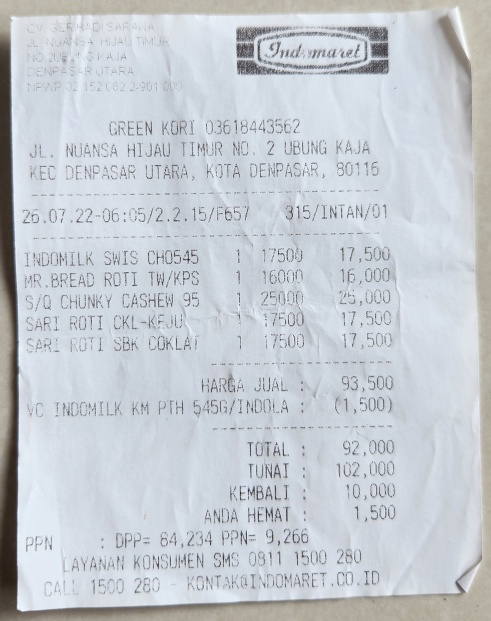 CV. GERIHADI SARANA
JL. NUANSA HIJAU TIMUR
NO. 2 UBUNG KAJA
DENPASAR UTARA
NPWP 02.152.062.2-901.000
Indomaret
GREEN KORI 03618443562
JL. NUANSA HIJAU TIMUR NO. 2 UBUNG KAJA
KEC DENPASAR UTARA, KOTA DENPASAR, 80116
26.07.22-06:05/2.2.15/F657 315/INTAN/01
INDOMILK SWIS CHO545 1 17500 17,500
MR.BREAD ROTI TW/KPS 1 16000 16,000
S/Q CHUNKY CASHEW 95 1 25000 25,000
SARI ROTI CKL-KEJU 1 17500 17,500
SARI ROTI SBK COKLAT 1 17500 17,500
HARGA JUAL : 93,500
VC INDOMILK KM PTH 545G/INDOLA : (1,500)
TOTAL : 92,000
TUNAI : 102,000
KEMBALI : 10,000
ANDA HEMAT : 1,500
PPN : DPP= 84,234 PPN= 9,266
LAYANAN KONSUMEN SMS 0811 1500 280
CALL 1500 280 - KONTAK@INDOMARET.CO.ID